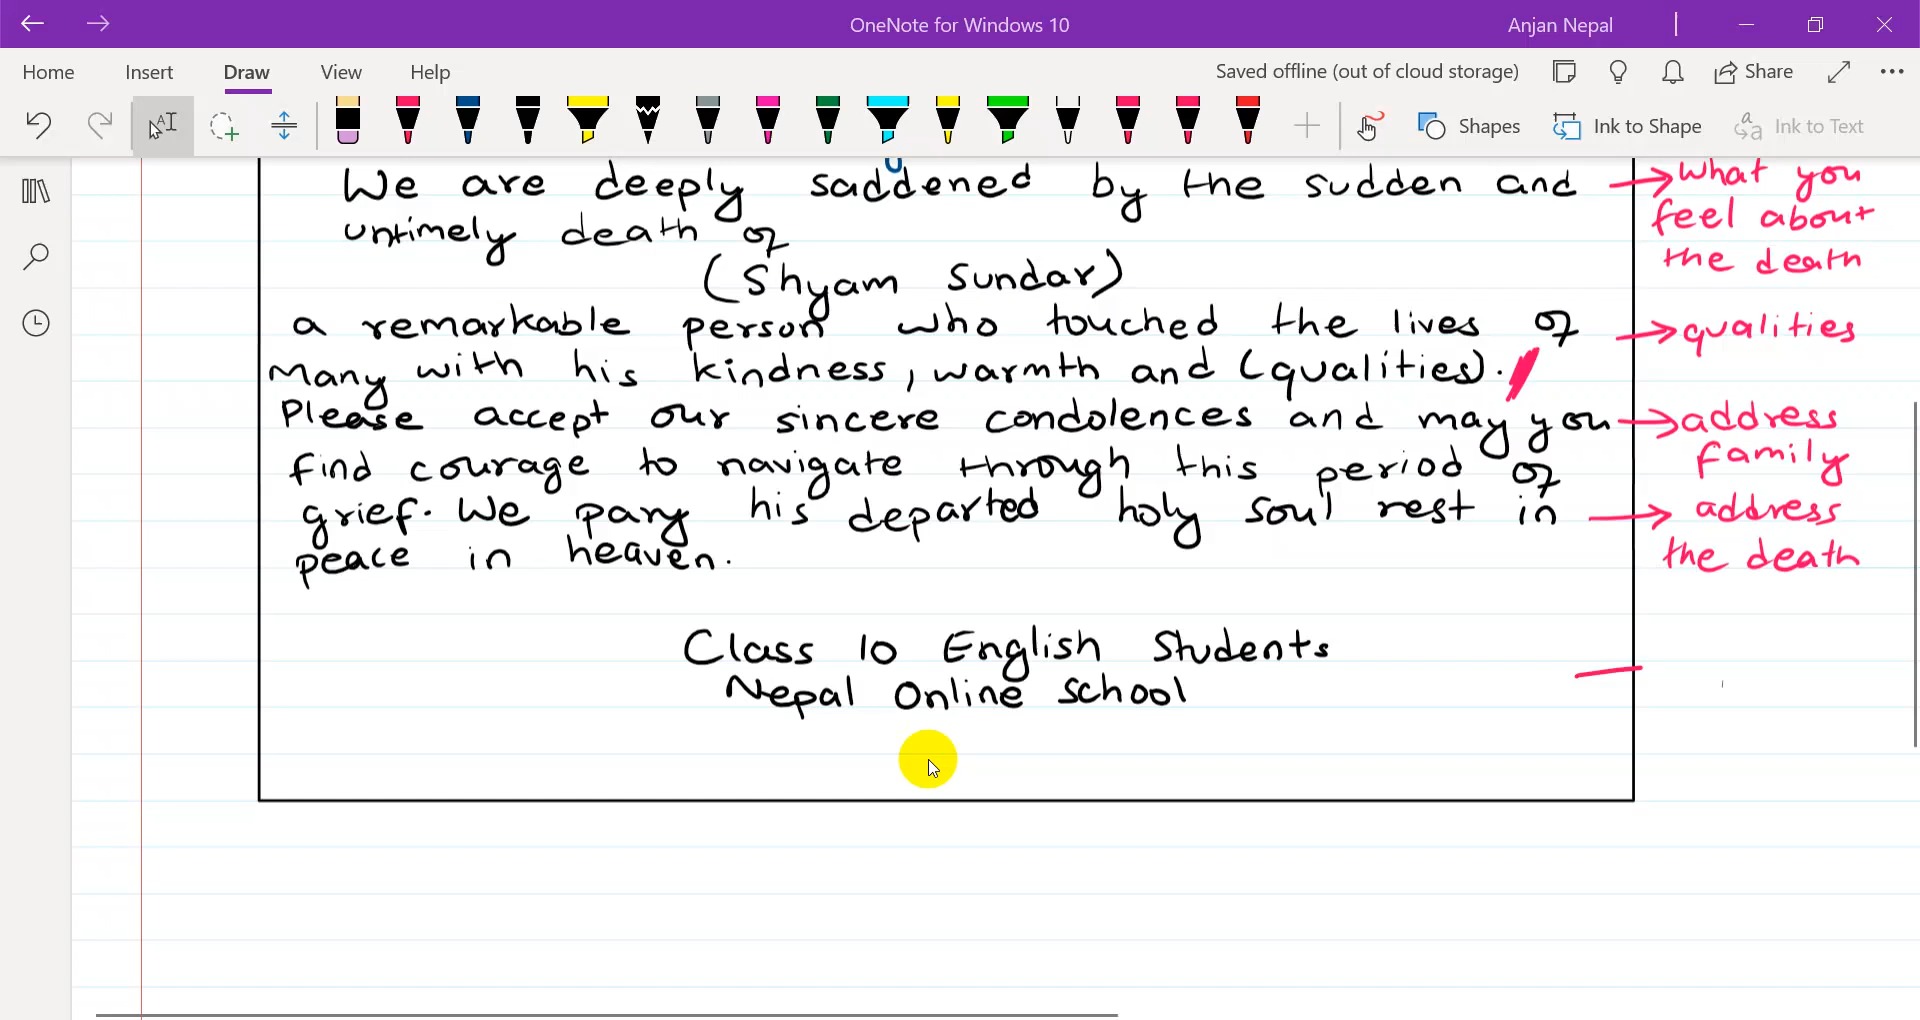 OneNote for Windows 10
Anjan Nepal
Home Insert Draw View Help
Saved offline (out of cloud storage)
Share
Shapes
Ink to Shape
Ink to Text
We are deeply saddened by the sudden and
untimely death of
(Shyam Sundar)
a remarkable person who touched the lives of
many with his kindness, warmth and (qualities).
Please accept our sincere condolences and may you
find courage to navigate through this period of
grief. We pary his departed holy soul rest in
peace in heaven.
Class 10 English Students
Nepal Online School
What you
feel about
the death
qualities
address
family
address
the death